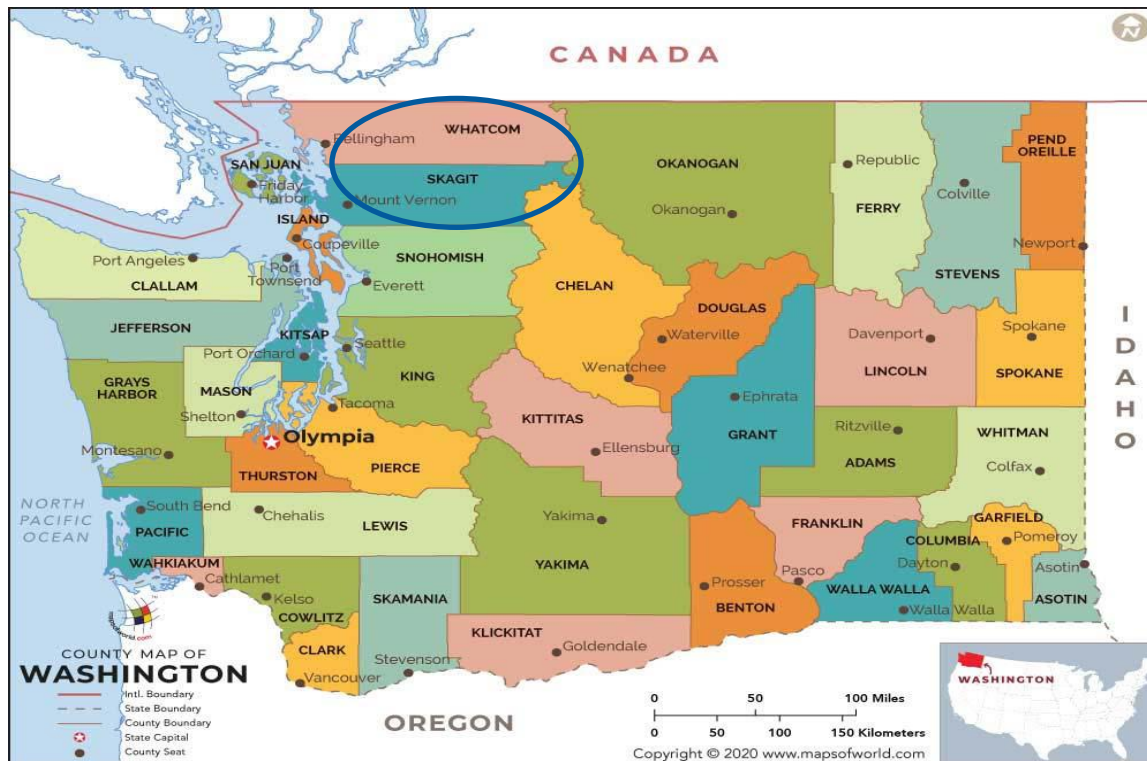 N
CANADA
WHATCOM
Bellingham
SAN JUAN
Friday
Harbor
SKAGIT
Mount Vernon
OKANOGAN
Okanogan
Republic
FERRY
Colville
STEVENS
PEND
OREILLE
Newport
ISLAND
Coupeville
Port Angeles
CLALLAM
Port
Townsend
SNOHOMISH
Everett
CHELAN
DOUGLAS
Waterville
Wenatchee
JEFFERSON
KITSAP
Port Orchard
Seattle
KING
Davenport
LINCOLN
Spokane
SPOKANE
IDAHO
GRAYS
HARBOR
MASON
Shelton
Tacoma
KITTITAS
Ellensburg
Ephrata
GRANT
Ritzville
ADAMS
WHITMAN
Colfax
Olympia
Montesano
THURSTON
PIERCE
NORTH
PACIFIC
OCEAN
South Bend
PACIFIC
Chehalis
LEWIS
Yakima
YAKIMA
FRANKLIN
Pasco
GARFIELD
Pomeroy
COLUMBIA
Dayton
WAHKIAKUM
Cathlamet
Kelso
COWLITZ
SKAMANIA
Prosser
BENTON
WALLA WALLA
Walla Walla
Asotin
ASOTIN
CLARK
Vancouver
Stevenson
KLICKITAT
Goldendale
OREGON
mapsofworld.com
COUNTY MAP OF
WASHINGTON
Intl. Boundary
State Boundary
County Boundary
State Capital
County Seat
0 50 100 Miles
0 50 100 150 Kilometers
Copyright © 2020 www.mapsofworld.com
WASHINGTON